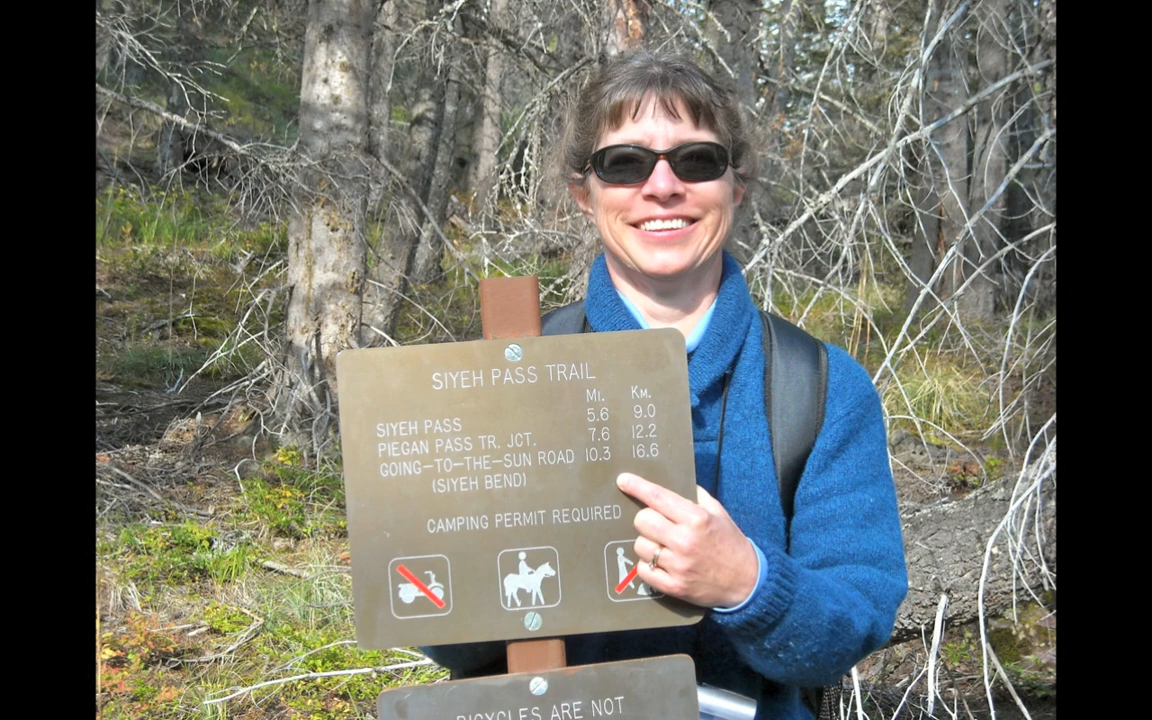 SIYEH PASS TRAIL
MI. KM.
SIYEH PASS 5.6 9.0
PIEGAN PASS TR. JCT. 7.6 12.2
GOING-TO-THE-SUN ROAD 10.3 16.6
(SIYEH BEND)
CAMPING PERMIT REQUIRED
BICYCLES ARE NOT